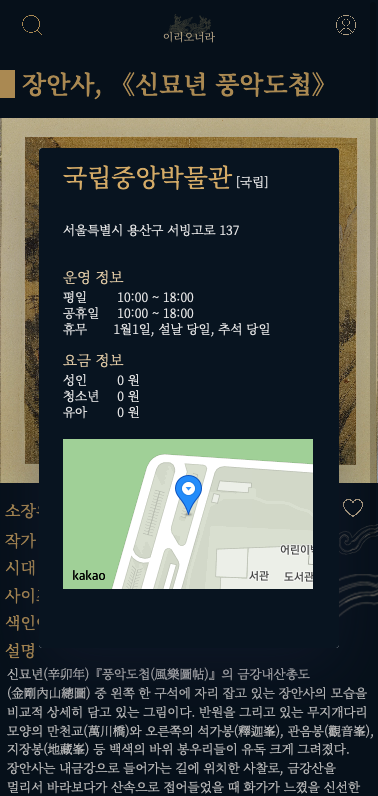 이리오너라
장안사, 《신묘년 풍악도첩》
국립중앙박물관 [국립]
서울특별시 용산구 서빙고로 137
운영 정보
평일 10:00 ~ 18:00
공휴일 10:00 ~ 18:00
휴무 1월1일, 설날 당일, 추석 당일
요금 정보
성인 0 원
청소년 0 원
유아 0 원
어린이
서관 도서관
kakao
작가
시대
설명
신묘년(辛卯年)『풍악도첩(風樂圖帖)』의 금강내산총도
(金剛內山總圖) 중 왼쪽 한 구석에 자리 잡고 있는 장안사의 모습을
비교적 상세히 담고 있는 그림이다. 반원을 그리고 있는 무지개다리
모양의 만천교(萬川橋)와 오른쪽의 석가봉(釋迦峯), 관음봉(觀音峯),
지장봉(地藏峯) 등 백색의 바위 봉우리들이 유독 크게 그려졌다.
장안사는 내금강으로 들어가는 길에 위치한 사찰로, 금강산을
멀리서 바라보다가 산속으로 접어들었을 때 화가가 느꼈을 신선한